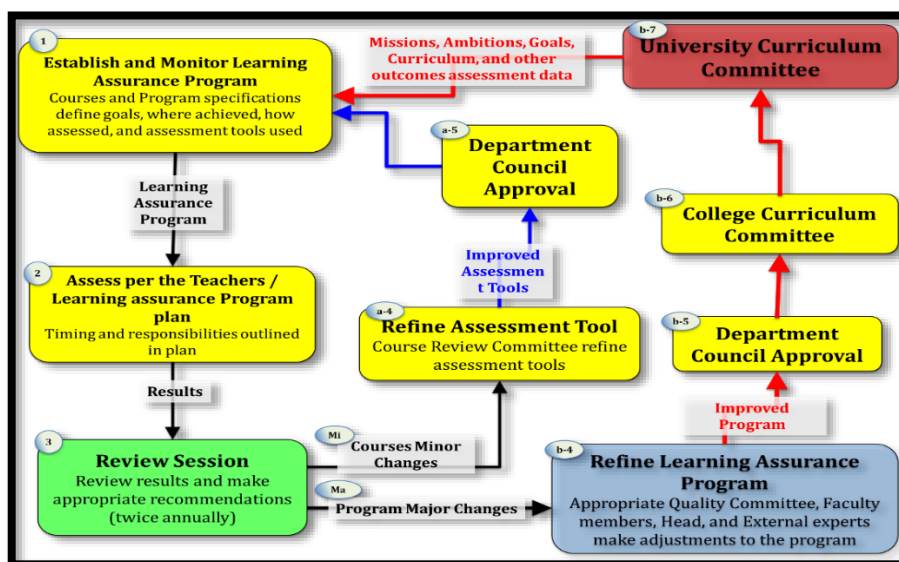 1
Establish and Monitor Learning
Assurance Program
Courses and Program specifications
define goals, where achieved, how
assessed, and assessment tools used
Missions, Ambitions, Goals,
Curriculum, and other
outcomes assessment data
b-7
University Curriculum
Committee
a-5
Department
Council
Approval
Learning
Assurance
Program
b-6
College Curriculum
Committee
2
Assess per the Teachers /
Learning assurance Program
plan
Timing and responsibilities outlined
in plan
Improved
Assessmen
t Tools
a-4
Refine Assessment Tool
Course Review Committee refine
assessment tools
b-5
Department
Council Approval
Results
Improved
Program
3
Review Session
Review results and make
appropriate recommendations
(twice annually)
Mi
Courses Minor
Changes
Ma
Program Major Changes
b-4
Refine Learning Assurance
Program
Appropriate Quality Committee, Faculty
members, Head, and External experts
make adjustments to the program